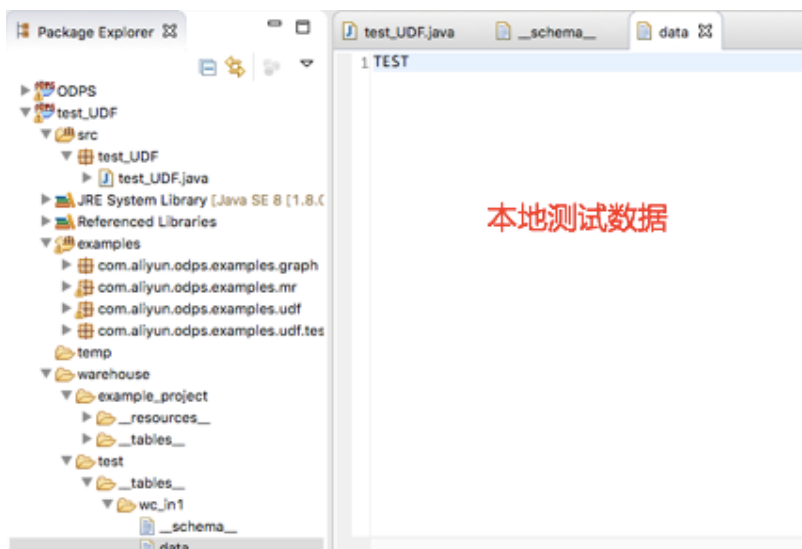 Package Explorer
ODPS
test_UDF
src
test_UDF
test_UDF.java
JRE System Library [Java SE 8 [1.8.0
Referenced Libraries
examples
com.aliyun.odps.examples.graph
com.aliyun.odps.examples.mr
com.aliyun.odps.examples.udf
com.aliyun.odps.examples.udf.tes
temp
warehouse
example_project
__resources__
__tables__
test
__tables__
wc_in1
__schema__
data
test_UDF.java
__schema__
data
1 TEST
本地测试数据